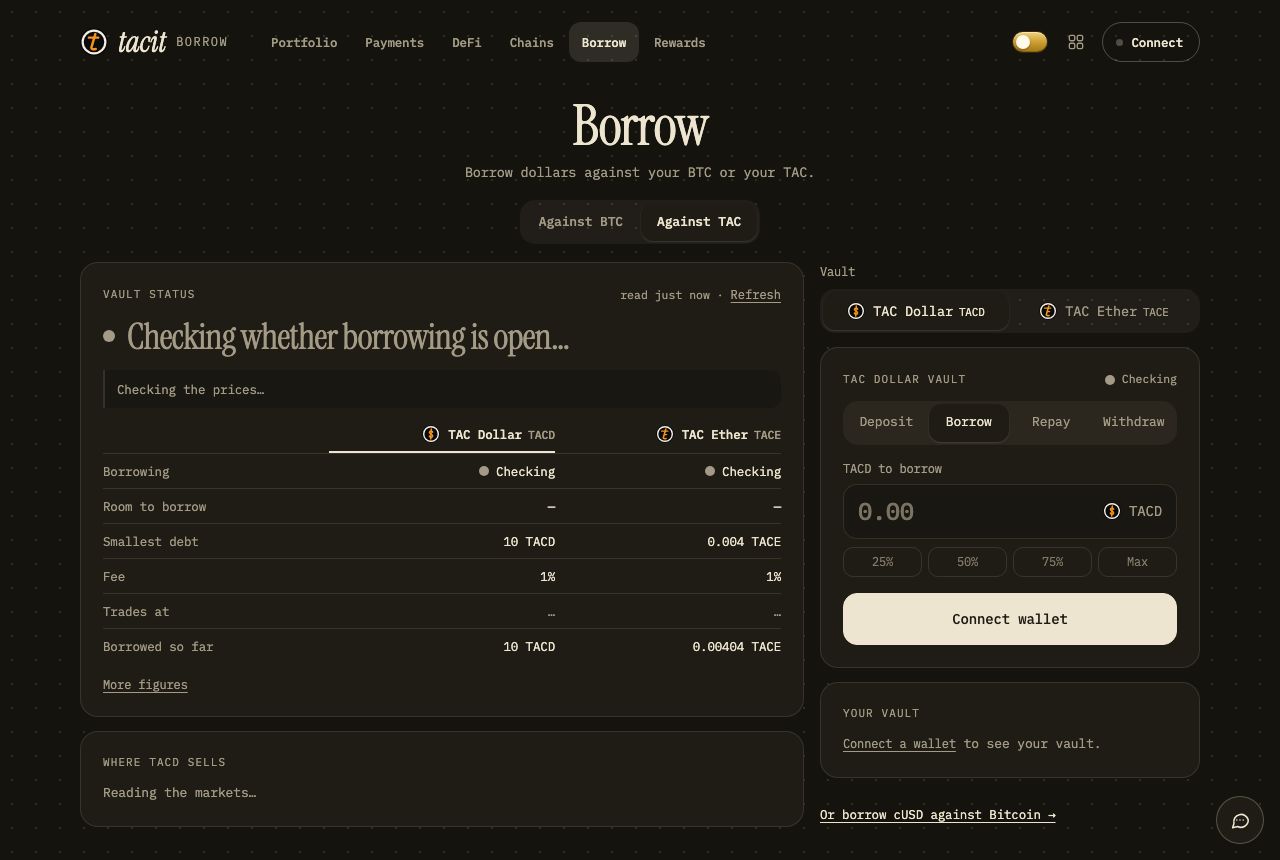 tacit BORROW
Portfolio
Payments
DeFi
Chains
Borrow
Rewards
Connect
Borrow
Borrow dollars against your BTC or your TAC.
Against BTC
Against TAC
VAULT STATUS
read just now · Refresh
Checking whether borrowing is open…
Checking the prices…
TAC Dollar TACD
TAC Ether TACE
Borrowing Checking Checking
Room to borrow — —
Smallest debt 10 TACD 0.004 TACE
Fee 1% 1%
Trades at … …
Borrowed so far 10 TACD 0.00404 TACE
More figures
WHERE TACD SELLS
Reading the markets…
Vault
TAC Dollar TACD
TAC Ether TACE
TAC DOLLAR VAULT
Checking
Deposit
Borrow
Repay
Withdraw
TACD to borrow
0.00
TACD
25%
50%
75%
Max
Connect wallet
YOUR VAULT
Connect a wallet to see your vault.
Or borrow cUSD against Bitcoin →